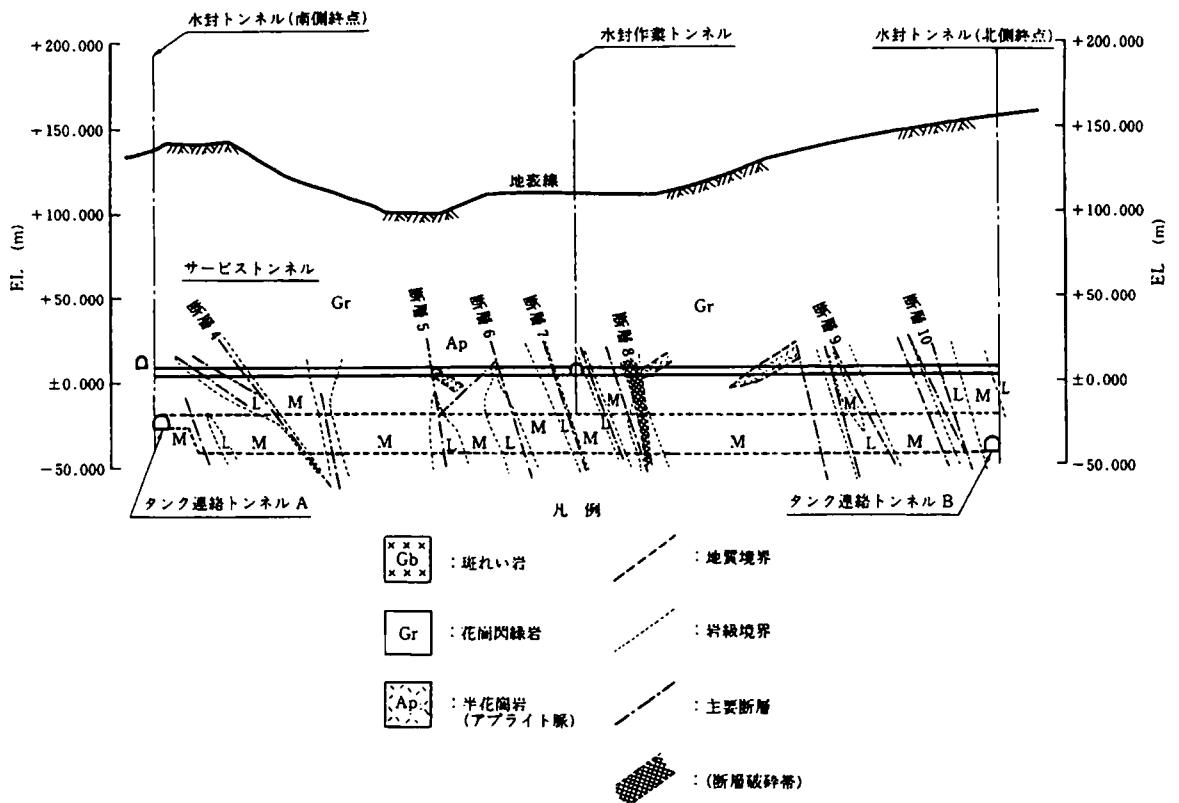 水封トンネル(南側終点)
水封作業トンネル
水封トンネル(北側終点)
+200.000
+150.000
+100.000
+50.000
±0.000
-50.000
EL (m)
+200.000
+150.000
+100.000
+50.000
±0.000
-50.000
EL (m)
地表線
サービストンネル
Gr
Ap
Gr
断層4
断層5
断層6
断層7
断層8
断層9
断層10
L
M
M
L
M
L
M
L
M
M
L
M
L
M
L
M
M
L
M
L
M
L
タンク連絡トンネルA
タンク連絡トンネルB
凡例
Gb :斑れい岩
Gr :花崗閃緑岩
Ap :半花崗岩
(アプライト脈)
:地質境界
:岩級境界
:主要断層
:(断層破砕帯)